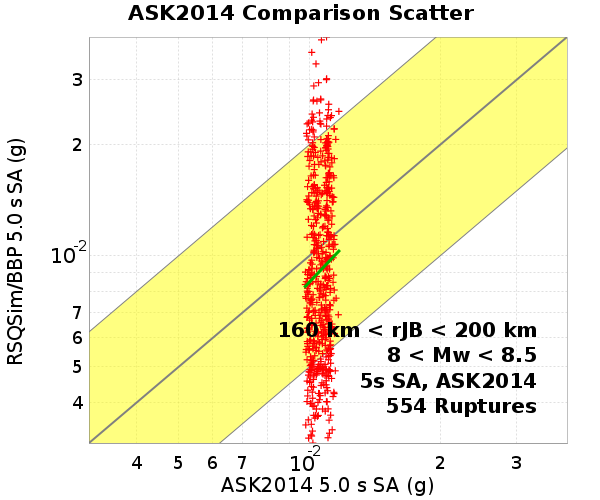 ASK2014 Comparison Scatter
RSQSim/BBP 5.0 s SA (g)
3
2
10-2
7
6
5
4
160 km < rJB < 200 km
8 < Mw < 8.5
5s SA, ASK2014
554 Ruptures
4 5 6 7 10-2 2 3
ASK2014 5.0 s SA (g)